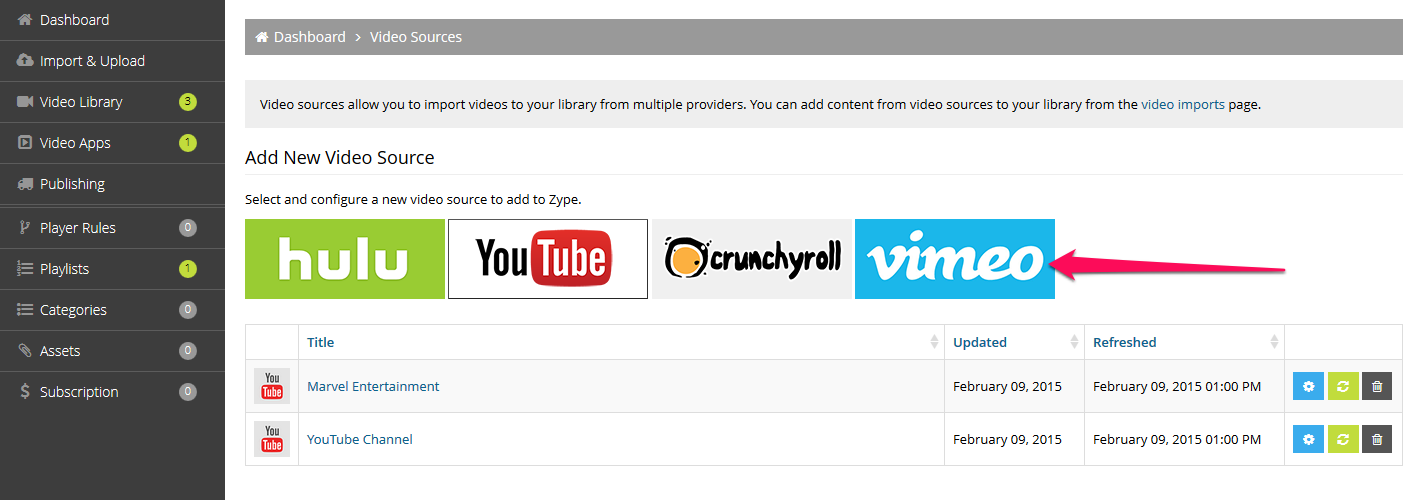 Dashboard
Import & Upload
Video Library 3
Video Apps 1
Publishing
Player Rules 0
Playlists 1
Categories 0
Assets 0
Subscription 0
Dashboard > Video Sources
Video sources allow you to import videos to your library from multiple providers. You can add content from video sources to your library from the video imports page.
Add New Video Source
Select and configure a new video source to add to Zype.
hulu YouTube crunchyroll vimeo
Title Updated Refreshed
YouTube Marvel Entertainment February 09, 2015 February 09, 2015 01:00 PM
YouTube YouTube Channel February 09, 2015 February 09, 2015 01:00 PM